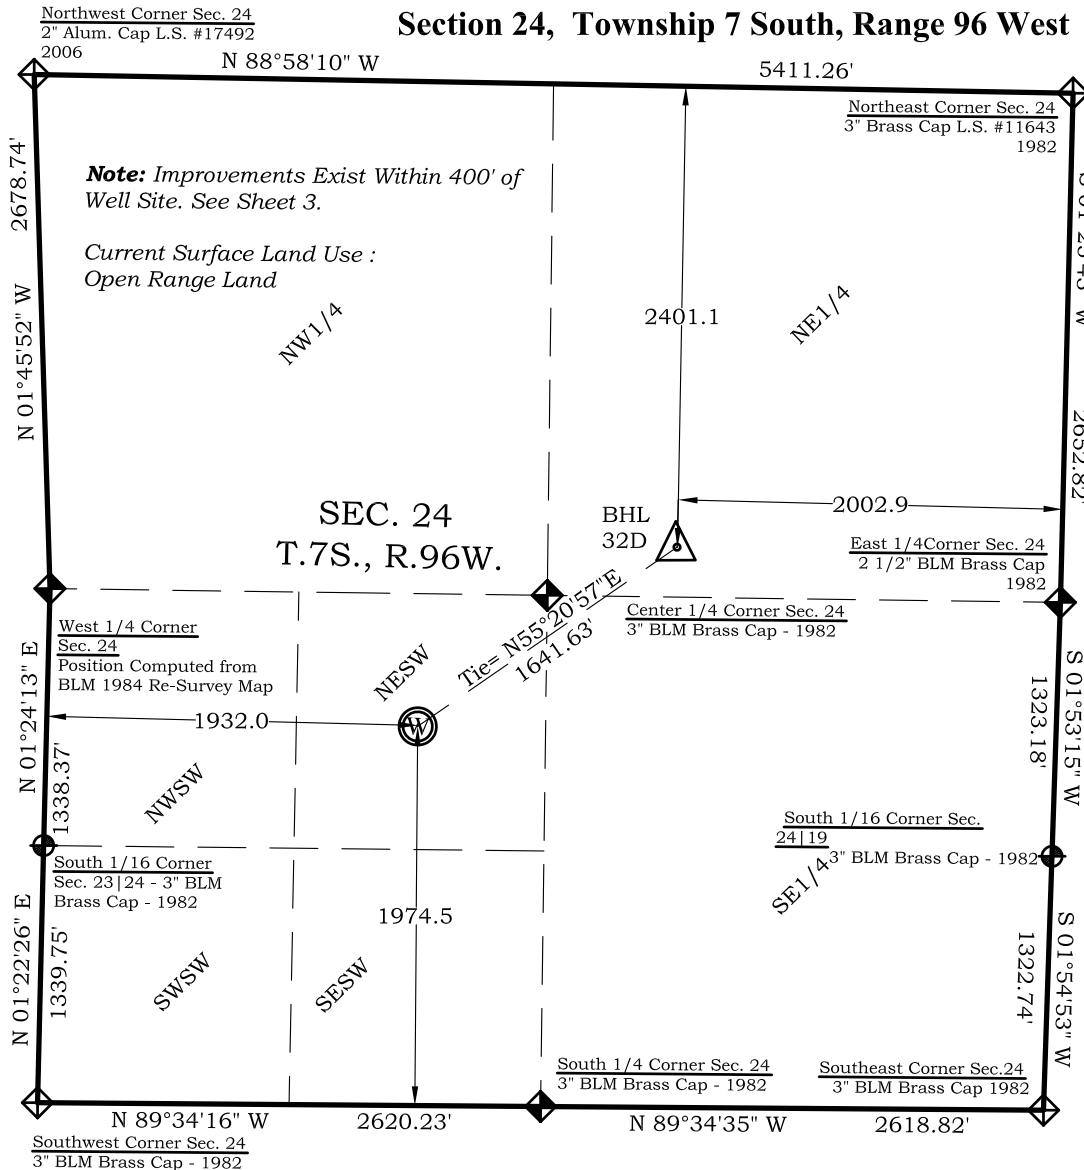 Section 24, Township 7 South, Range 96 West
Northwest Corner Sec. 24
2" Alum. Cap L.S. #17492
2006
N 88°58'10" W
5411.26'
Northeast Corner Sec. 24
3" Brass Cap L.S. #11643
1982
2678.74'
N 01°45'52" W
Note: Improvements Exist Within 400' of
Well Site. See Sheet 3.
Current Surface Land Use :
Open Range Land
NW1/4
2401.1
NE1/4
2652.82'
SEC. 24
T.7S., R.96W.
BHL
32D
2002.9
East 1/4Corner Sec. 24
2 1/2" BLM Brass Cap
1982
Center 1/4 Corner Sec. 24
3" BLM Brass Cap - 1982
Tie= N55°20'57"E
1641.63'
West 1/4 Corner
Sec. 24
Position Computed from
BLM 1984 Re-Survey Map
N 01°24'13" E
1338.37'
NESW
1932.0
W
NWSW
S 01°53'15" W
1323.18'
South 1/16 Corner Sec.
24|19
3" BLM Brass Cap - 1982
SE1/4
South 1/16 Corner
Sec. 23|24 - 3" BLM
Brass Cap - 1982
1974.5
N 01°22'26" E
1339.75'
SWSW
SESW
1322.74'
S 01°54'53" W
South 1/4 Corner Sec. 24
3" BLM Brass Cap - 1982
Southeast Corner Sec.24
3" BLM Brass Cap 1982
N 89°34'16" W
2620.23'
N 89°34'35" W
2618.82'
Southwest Corner Sec. 24
3" BLM Brass Cap - 1982